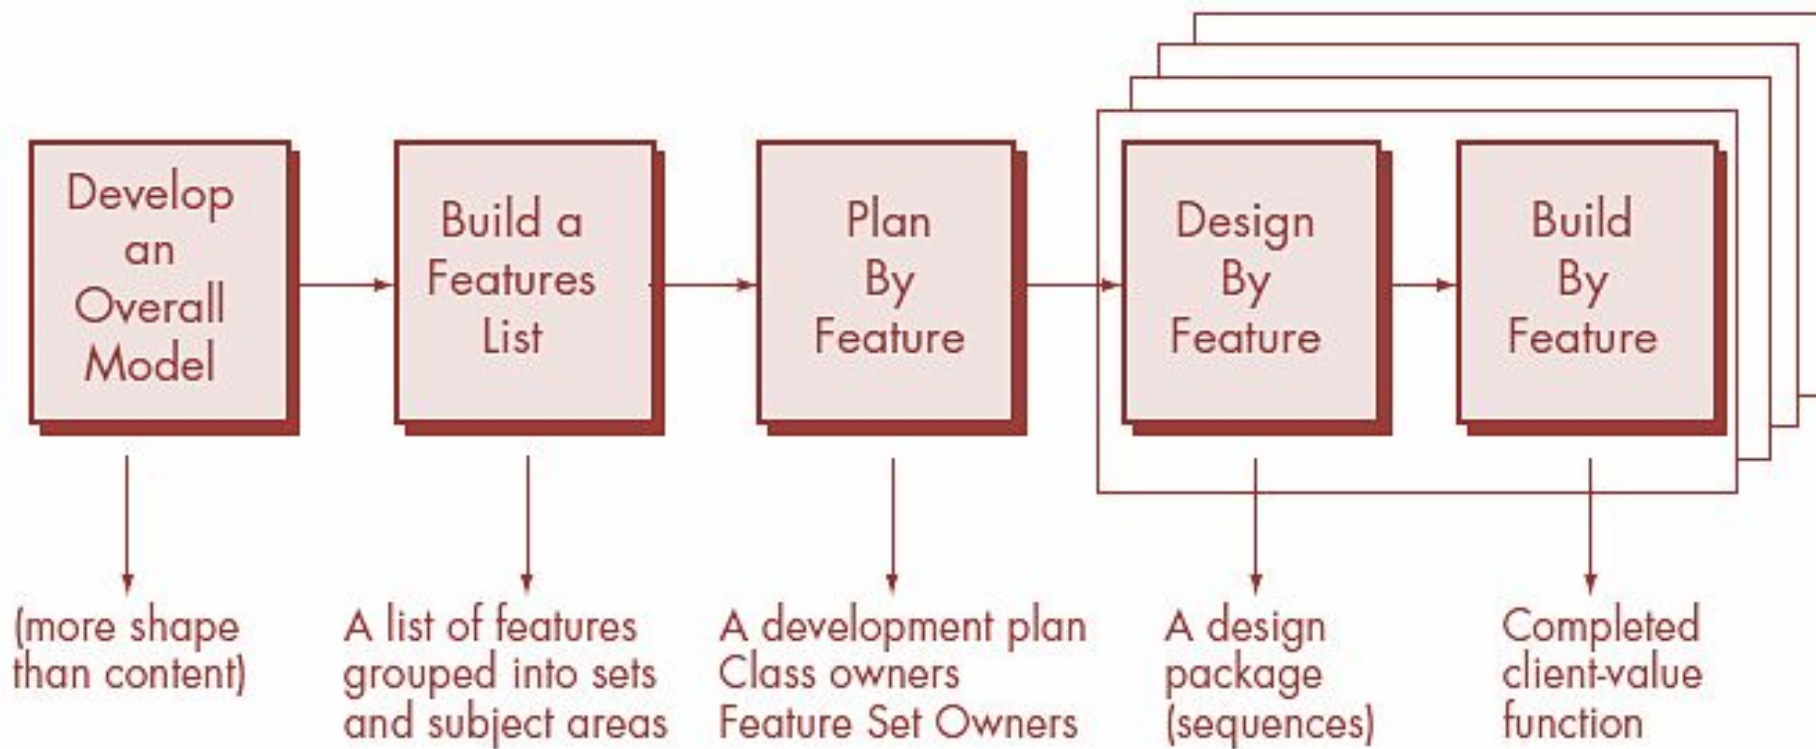 Develop
an
Overall
Model
Build a
Features
List
Plan
By
Feature
Design
By
Feature
Build
By
Feature
(more shape
than content)
A list of features
grouped into sets
and subject areas
A development plan
Class owners
Feature Set Owners
A design
package
(sequences)
Completed
client-value
function